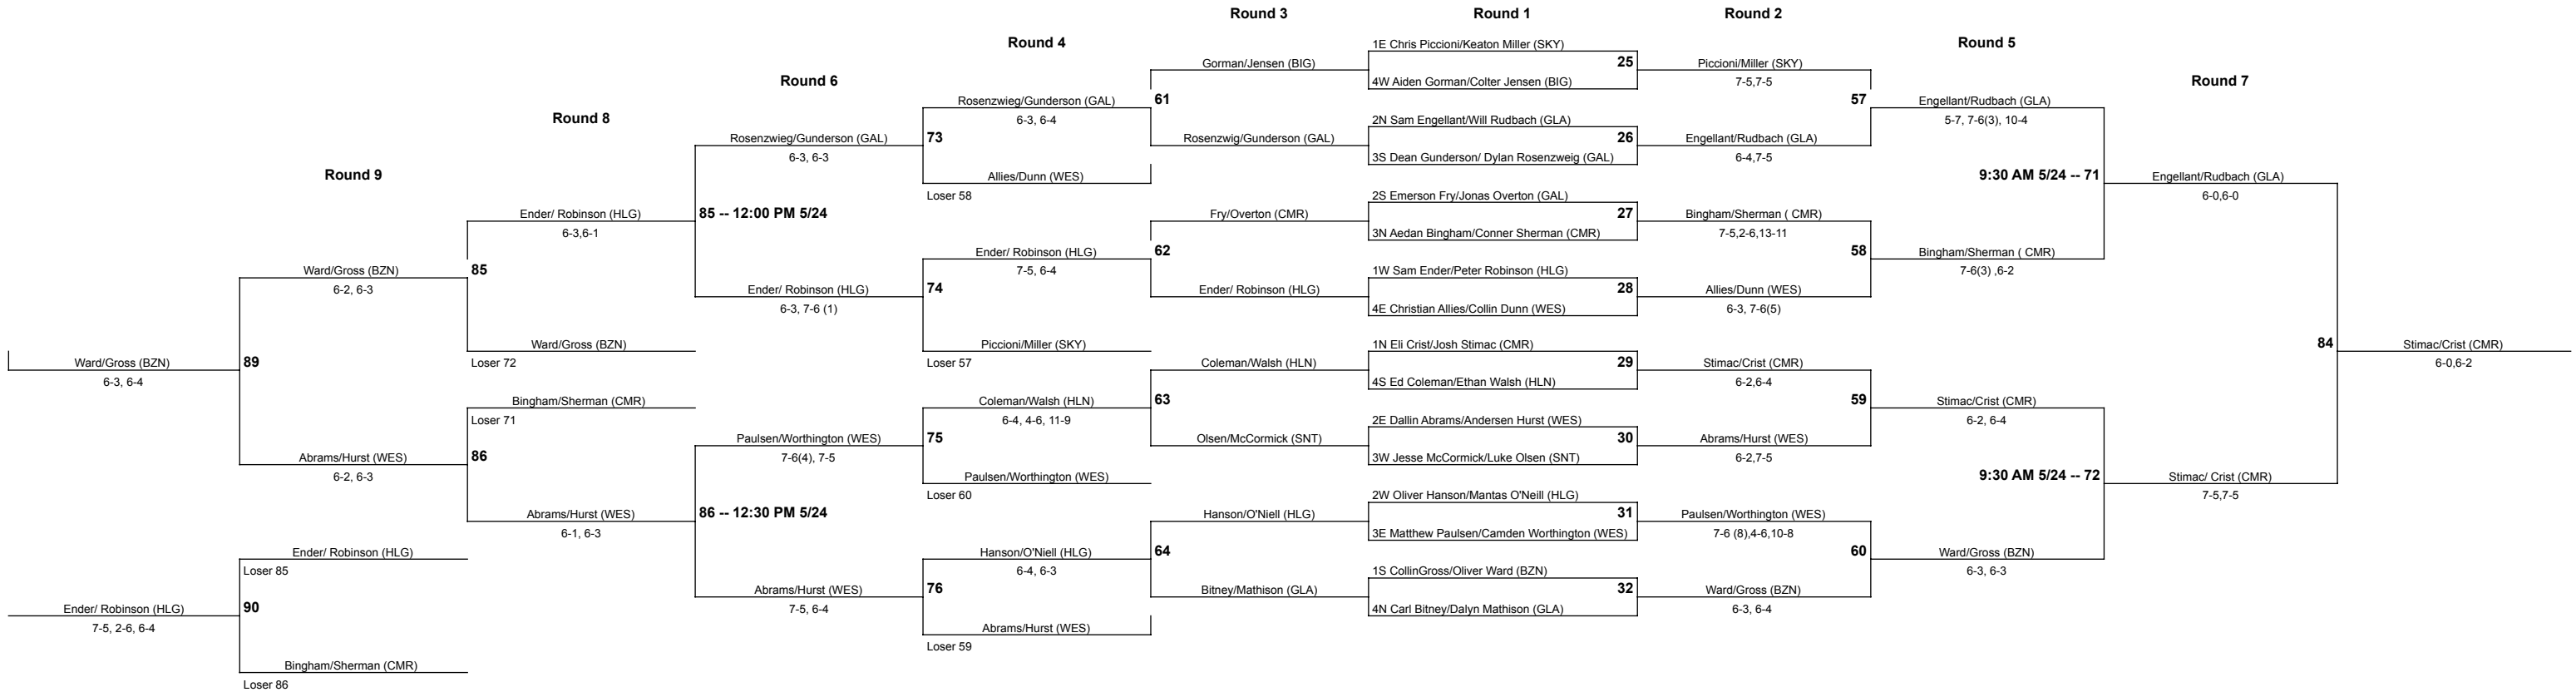 Round 3
Round 1
Round 2
Round 4
Round 5
Round 6
Round 7
Round 8
Round 9
1E Chris Piccioni/Keaton Miller (SKY)
25
4W Aiden Gorman/Colter Jensen (BIG)
2N Sam Engellant/Will Rudbach (GLA)
26
3S Dean Gunderson/ Dylan Rosenzweig (GAL)
2S Emerson Fry/Jonas Overton (GAL)
27
3N Aedan Bingham/Conner Sherman (CMR)
1W Sam Ender/Peter Robinson (HLG)
28
4E Christian Allies/Collin Dunn (WES)
1N Eli Crist/Josh Stimac (CMR)
29
4S Ed Coleman/Ethan Walsh (HLN)
2E Dallin Abrams/Andersen Hurst (WES)
30
3W Jesse McCormick/Luke Olsen (SNT)
2W Oliver Hanson/Mantas O'Neill (HLG)
31
3E Matthew Paulsen/Camden Worthington (WES)
1S CollinGross/Oliver Ward (BZN)
32
4N Carl Bitney/Dalyn Mathison (GLA)
Piccioni/Miller (SKY)
7-5,7-5
57
Engellant/Rudbach (GLA)
6-4,7-5
Bingham/Sherman ( CMR)
7-5,2-6,13-11
58
Allies/Dunn (WES)
6-3, 7-6(5)
Stimac/Crist (CMR)
6-2,6-4
59
Abrams/Hurst (WES)
6-2,7-5
Paulsen/Worthington (WES)
7-6 (8),4-6,10-8
60
Ward/Gross (BZN)
6-3, 6-4
Engellant/Rudbach (GLA)
5-7, 7-6(3), 10-4
9:30 AM 5/24 -- 71
Bingham/Sherman ( CMR)
7-6(3) ,6-2
Stimac/Crist (CMR)
6-2, 6-4
9:30 AM 5/24 -- 72
Ward/Gross (BZN)
6-3, 6-3
Engellant/Rudbach (GLA)
6-0,6-0
84
Stimac/ Crist (CMR)
7-5,7-5
Stimac/Crist (CMR)
6-0,6-2
Gorman/Jensen (BIG)
61
Rosenzwig/Gunderson (GAL)
Fry/Overton (CMR)
62
Ender/ Robinson (HLG)
Coleman/Walsh (HLN)
63
Olsen/McCormick (SNT)
Hanson/O'Niell (HLG)
64
Bitney/Mathison (GLA)
Rosenzwieg/Gunderson (GAL)
6-3, 6-4
73
Allies/Dunn (WES)
Loser 58
Ender/ Robinson (HLG)
7-5, 6-4
74
Piccioni/Miller (SKY)
Loser 57
Coleman/Walsh (HLN)
6-4, 4-6, 11-9
75
Paulsen/Worthington (WES)
Loser 60
Hanson/O'Niell (HLG)
6-4, 6-3
76
Abrams/Hurst (WES)
Loser 59
Rosenzwieg/Gunderson (GAL)
6-3, 6-3
85 -- 12:00 PM 5/24
Ender/ Robinson (HLG)
6-3, 7-6 (1)
Paulsen/Worthington (WES)
7-6(4), 7-5
86 -- 12:30 PM 5/24
Abrams/Hurst (WES)
7-5, 6-4
Ender/ Robinson (HLG)
6-3,6-1
85
Ward/Gross (BZN)
Loser 72
Bingham/Sherman (CMR)
Loser 71
86
Abrams/Hurst (WES)
6-1, 6-3
Ward/Gross (BZN)
6-2, 6-3
89
Abrams/Hurst (WES)
6-2, 6-3
Ender/ Robinson (HLG)
Loser 85
90
Bingham/Sherman (CMR)
Loser 86
Ward/Gross (BZN)
6-3, 6-4
Ender/ Robinson (HLG)
7-5, 2-6, 6-4